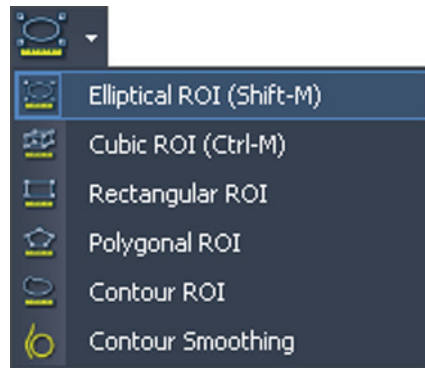 Elliptical ROI (Shift-M)
Cubic ROI (Ctrl-M)
Rectangular ROI
Polygonal ROI
Contour ROI
Contour Smoothing